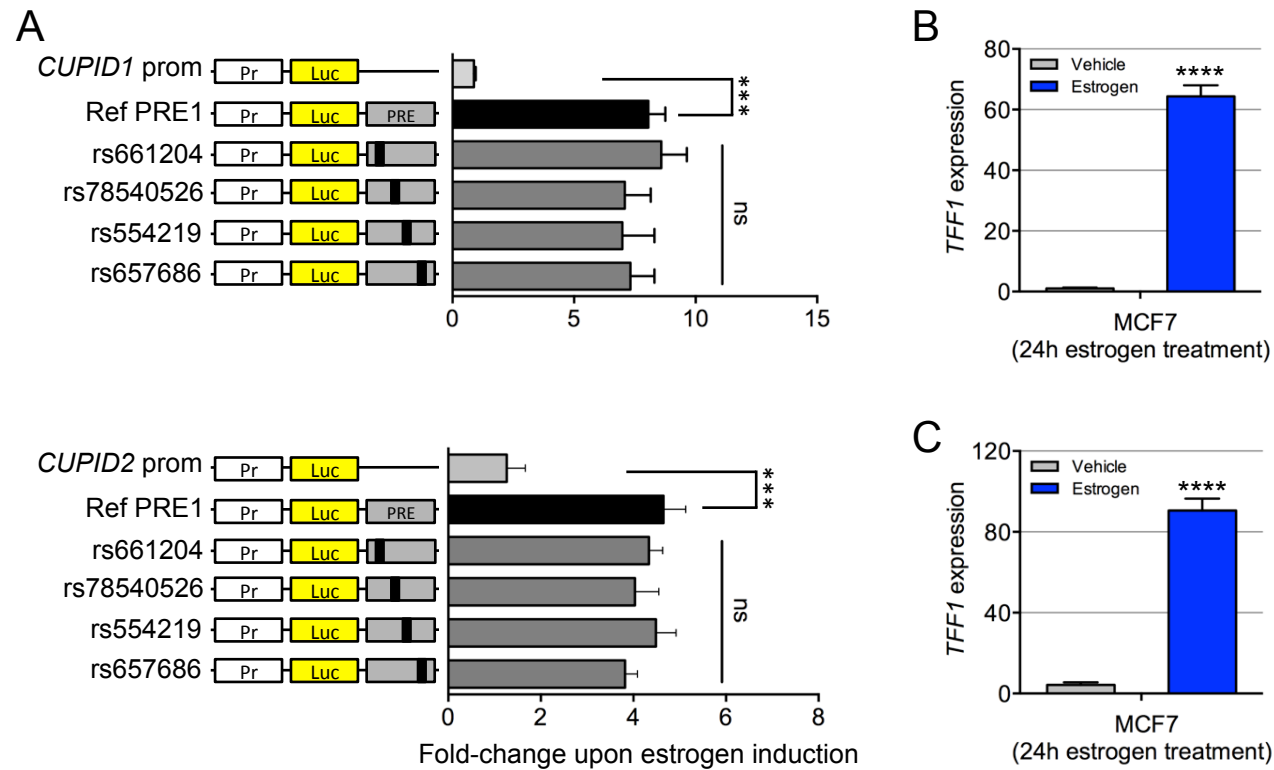 A
CUPID1 prom Pr Luc
Ref PRE1 Pr Luc PRE
rs661204 Pr Luc
rs78540526 Pr Luc
rs554219 Pr Luc
rs657686 Pr Luc
***
ns
0 5 10 15
CUPID2 prom Pr Luc
Ref PRE1 Pr Luc PRE
rs661204 Pr Luc
rs78540526 Pr Luc
rs554219 Pr Luc
rs657686 Pr Luc
***
ns
0 2 4 6 8
Fold-change upon estrogen induction
B
TFF1 expression
80
60
40
20
0
Vehicle
Estrogen
****
MCF7
(24h estrogen treatment)
C
TFF1 expression
120
80
40
0
Vehicle
Estrogen
****
MCF7
(24h estrogen treatment)